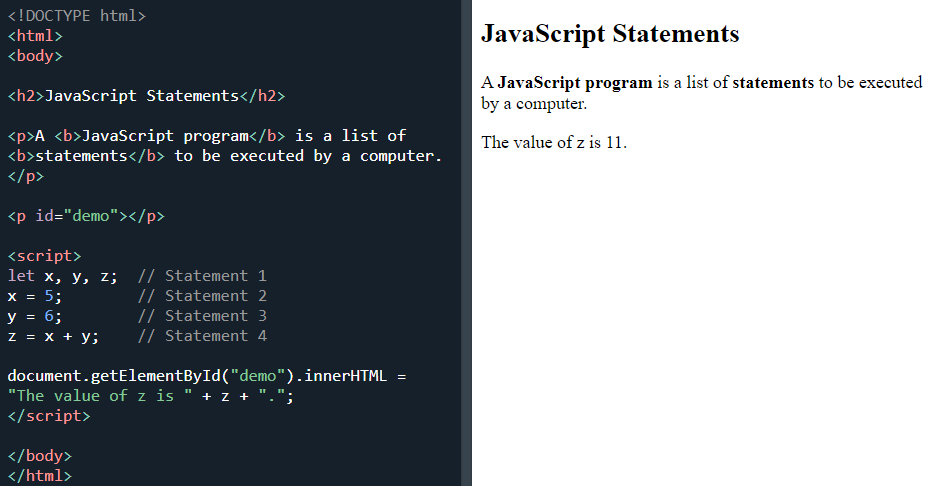 <!DOCTYPE html>
<html>
<body>
<h2>JavaScript Statements</h2>
<p>A <b>JavaScript program</b> is a list of
<b>statements</b> to be executed by a computer.
</p>
<p id="demo"></p>
<script>
let x, y, z;  // Statement 1
x = 5;        // Statement 2
y = 6;        // Statement 3
z = x + y;    // Statement 4
document.getElementById("demo").innerHTML =
"The value of z is " + z + ".";
</script>
</body>
</html>
JavaScript Statements
A JavaScript program is a list of statements to be executed
by a computer.
The value of z is 11.